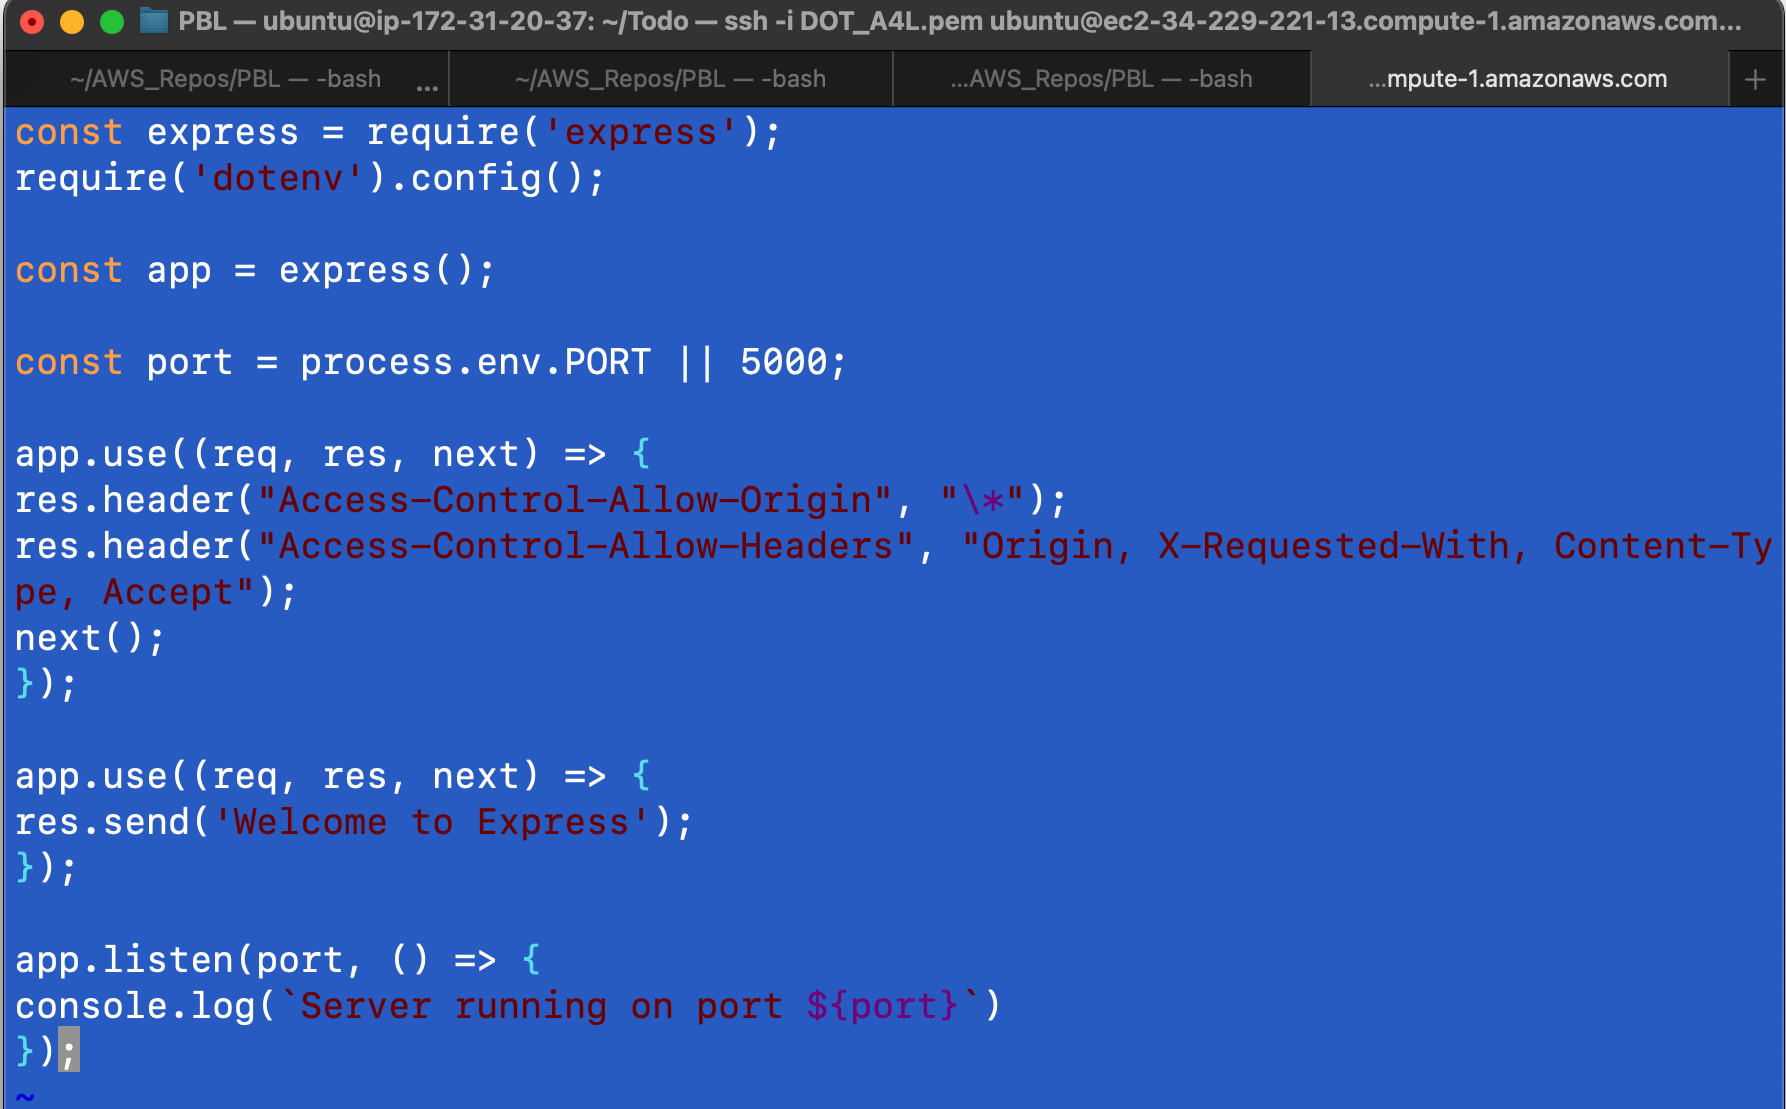 PBL — ubuntu@ip-172-31-20-37: ~/Todo — ssh -i DOT_A4L.pem ubuntu@ec2-34-229-221-13.compute-1.amazonaws.com...
~/AWS_Repos/PBL — -bash ... ~/AWS_Repos/PBL — -bash ...AWS_Repos/PBL — -bash ...mpute-1.amazonaws.com +
const express = require('express');
require('dotenv').config();
const app = express();
const port = process.env.PORT || 5000;
app.use((req, res, next) => {
res.header("Access-Control-Allow-Origin", "\*");
res.header("Access-Control-Allow-Headers", "Origin, X-Requested-With, Content-Ty
pe, Accept");
next();
});
app.use((req, res, next) => {
res.send('Welcome to Express');
});
app.listen(port, () => {
console.log(`Server running on port ${port}`)
});
~